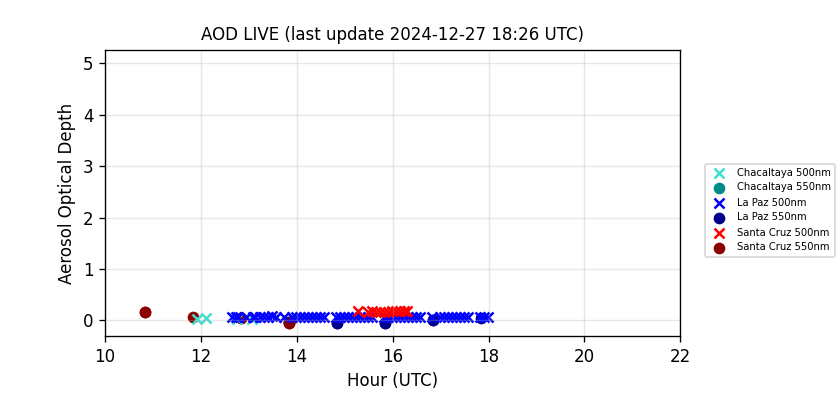 AOD LIVE (last update 2024-12-27 18:26 UTC)
Aerosol Optical Depth
5
4
3
2
1
0
10 12 14 16 18 20 22
Hour (UTC)
Chacaltaya 500nm
Chacaltaya 550nm
La Paz 500nm
La Paz 550nm
Santa Cruz 500nm
Santa Cruz 550nm